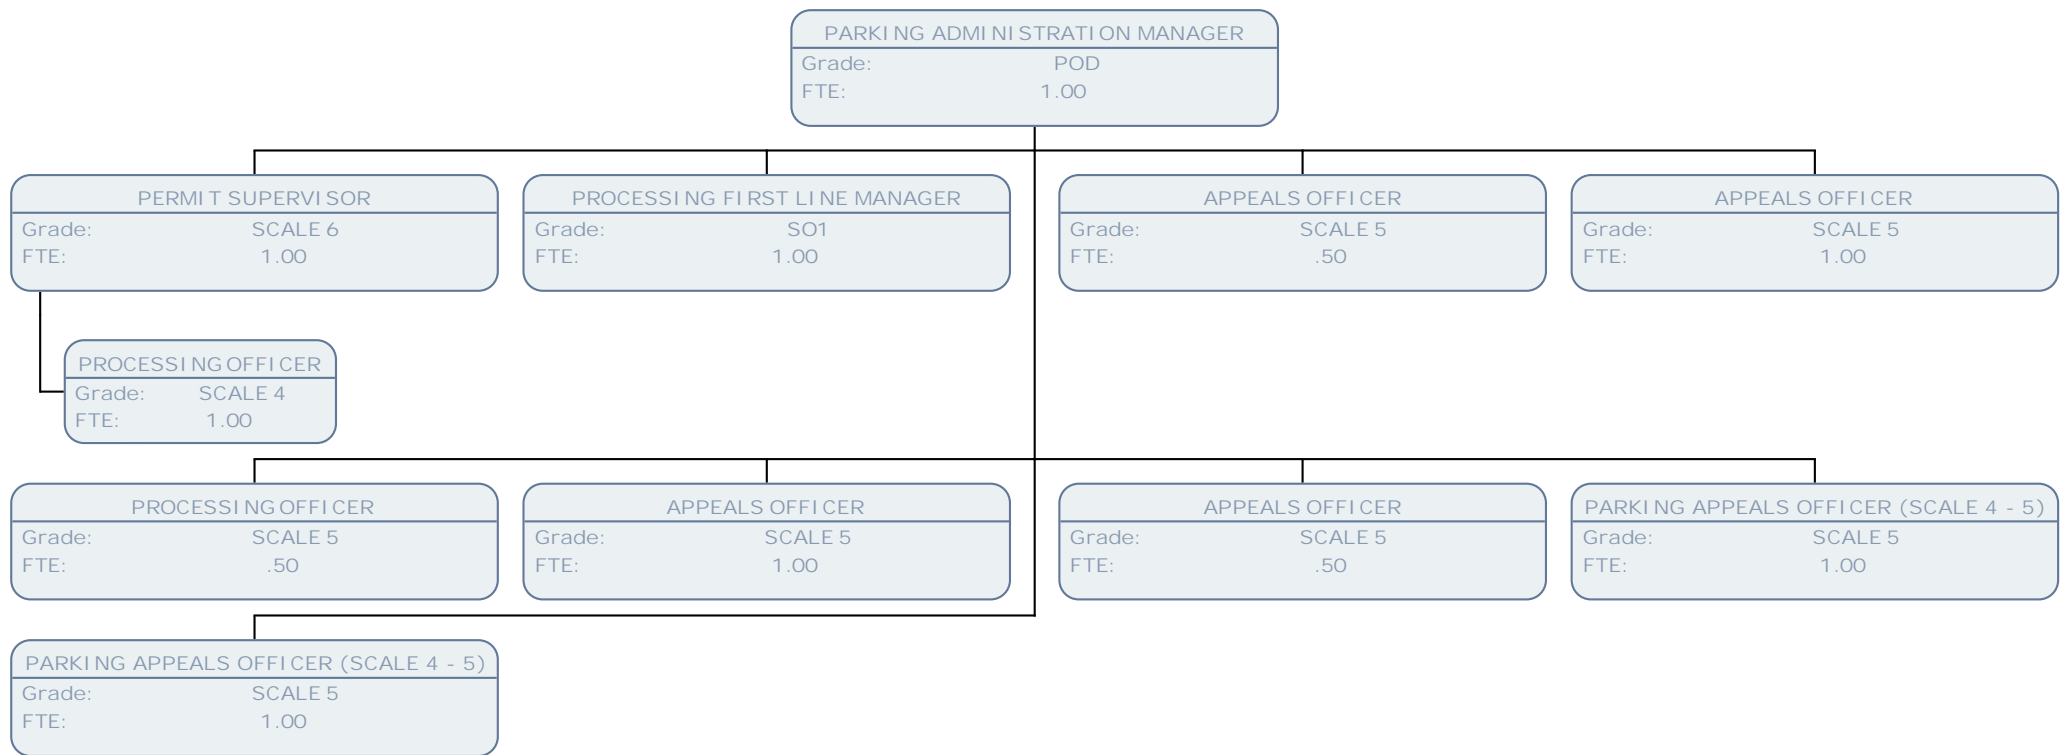 PARKING ADMINISTRATION MANAGER
Grade: POD
FTE: 1.00
PERMIT SUPERVISOR
Grade: SCALE 6
FTE: 1.00
PROCESSING FIRST LINE MANAGER
Grade: SO1
FTE: 1.00
APPEALS OFFICER
Grade: SCALE 5
FTE: .50
APPEALS OFFICER
Grade: SCALE 5
FTE: 1.00
PROCESSING OFFICER
Grade: SCALE 4
FTE: 1.00
PROCESSING OFFICER
Grade: SCALE 5
FTE: .50
APPEALS OFFICER
Grade: SCALE 5
FTE: 1.00
APPEALS OFFICER
Grade: SCALE 5
FTE: .50
PARKING APPEALS OFFICER (SCALE 4 - 5)
Grade: SCALE 5
FTE: 1.00
PARKING APPEALS OFFICER (SCALE 4 - 5)
Grade: SCALE 5
FTE: 1.00